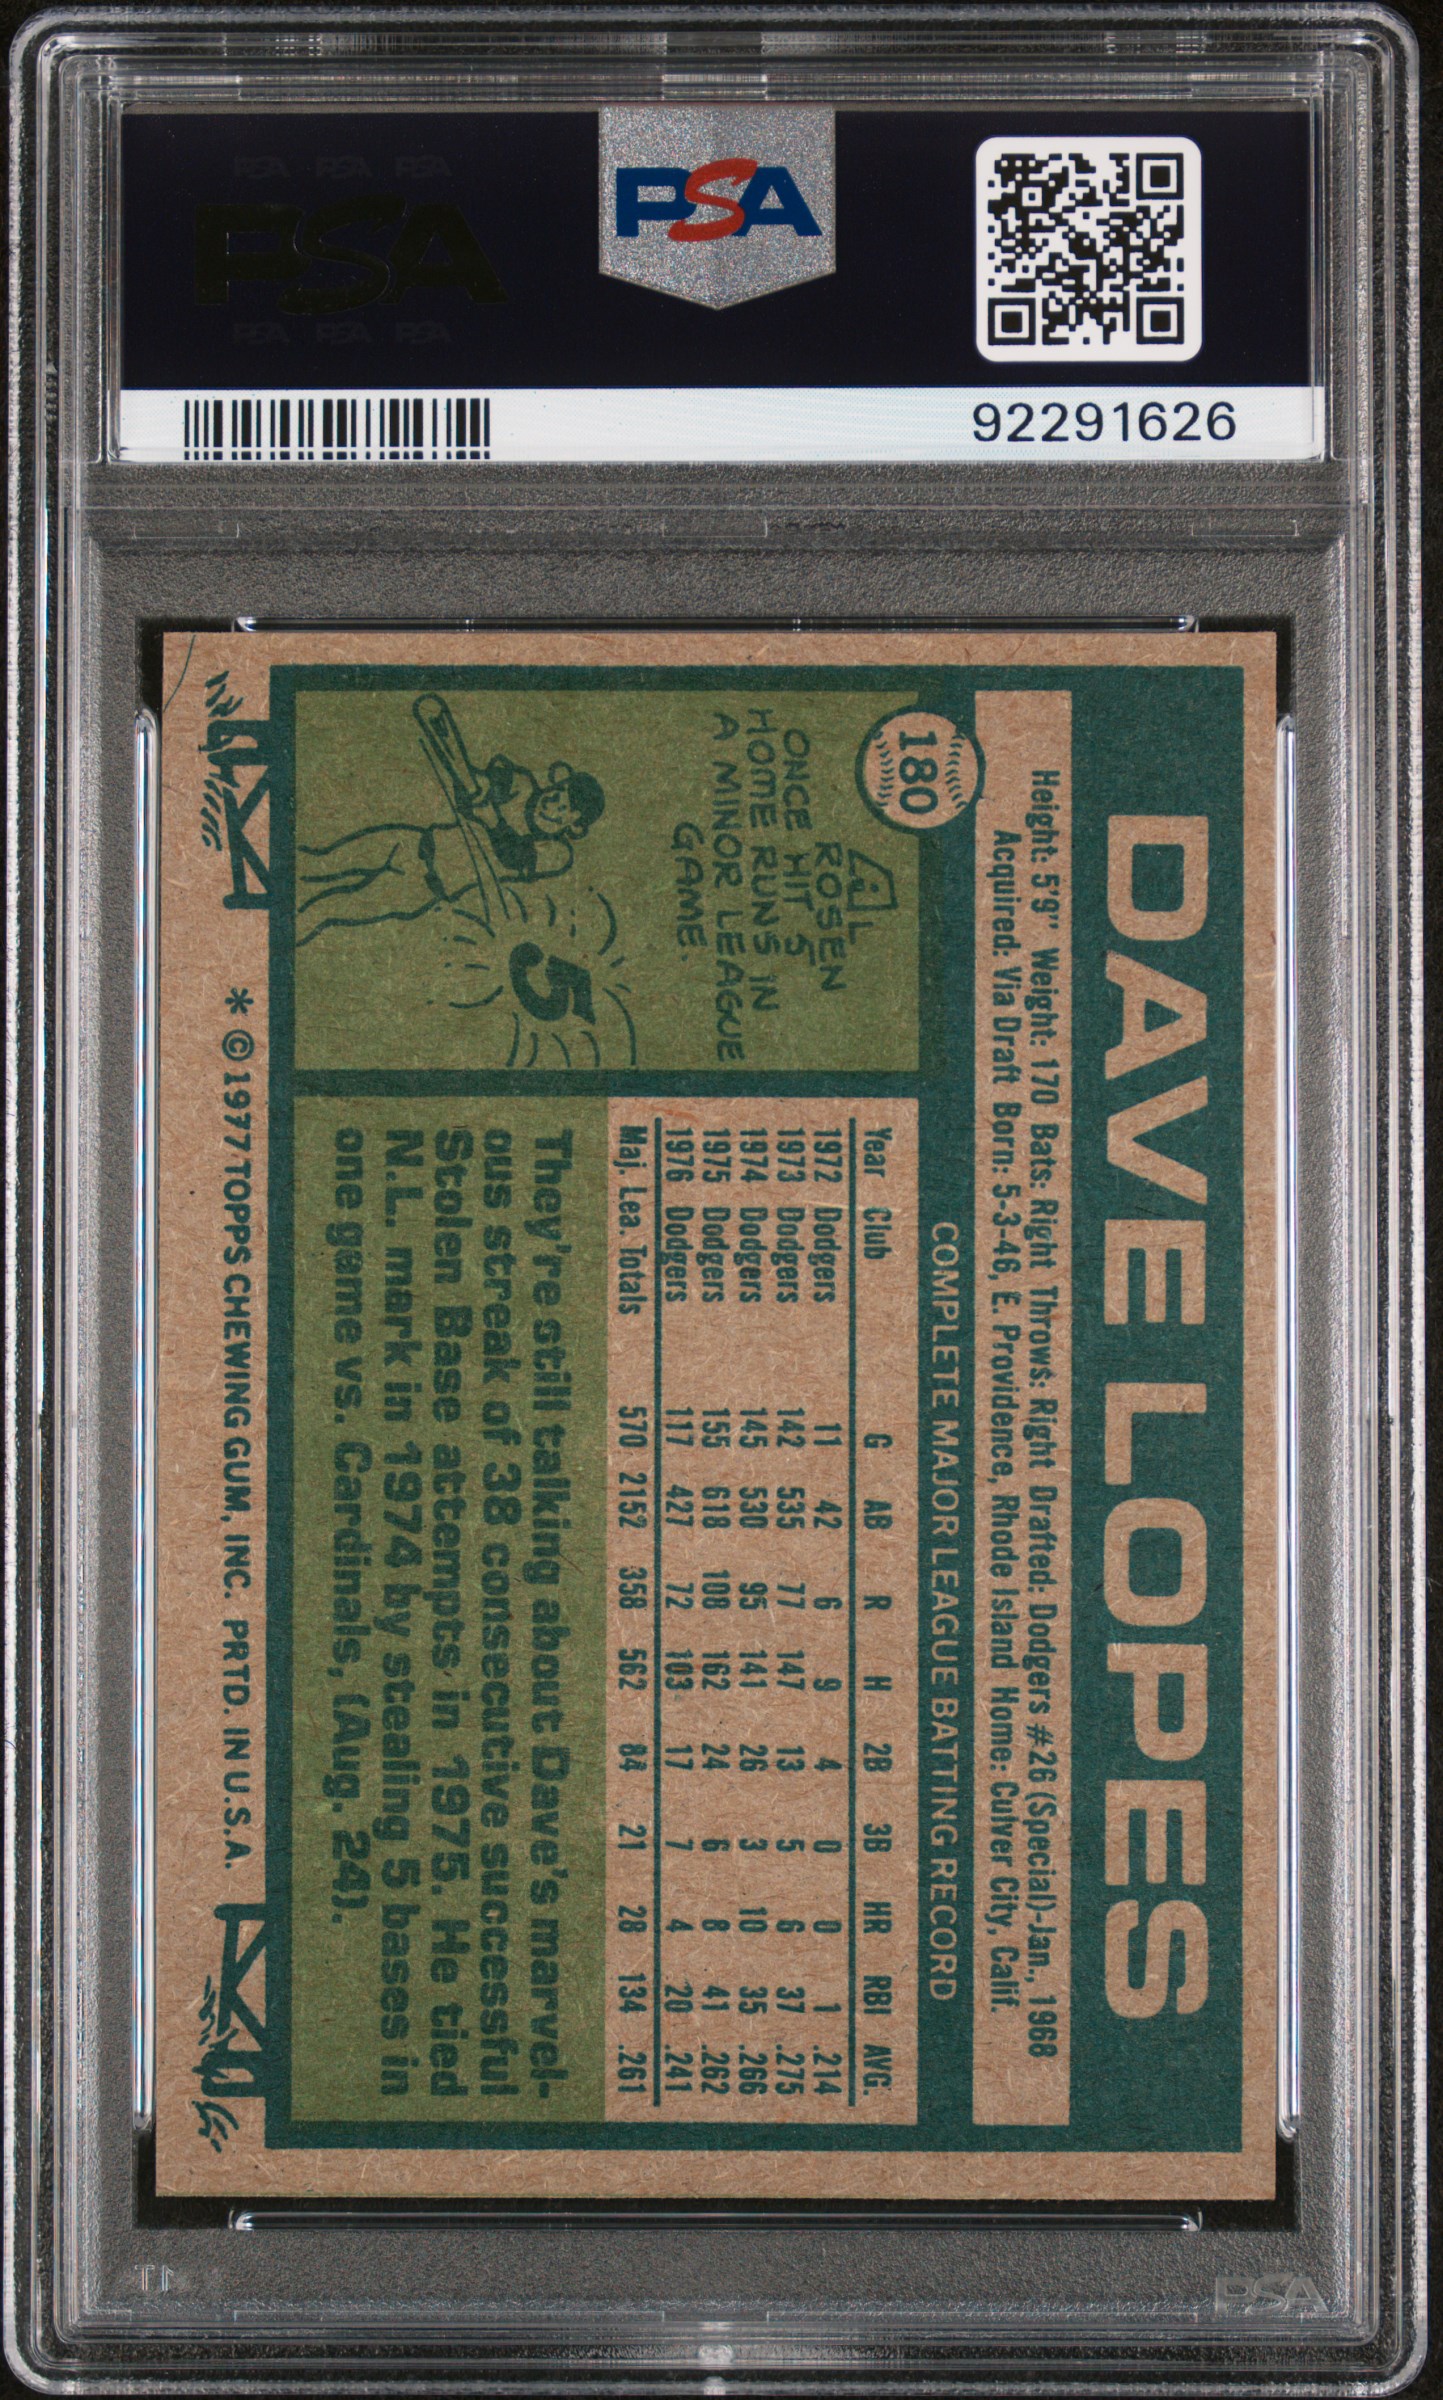 PSA PSA PSA
PSA
PSA PSA PSA
PSA
92291626
DAVE LOPES
Height: 5'9" Weight: 170 Bats: Right Throws: Right Drafted: Dodgers #26 (Special)-Jan., 1968
Acquired: Via Draft Born: 5-3-46, E. Providence, Rhode Island Home: Culver City, Calif.
180
COMPLETE MAJOR LEAGUE BATTING RECORD
AL
ROSEN
ONCE HIT 5
HOME RUNS IN
A MINOR LEAGUE
GAME.
5
Year Club G AB R H 2B 3B HR RBI AVG.
1972 Dodgers 11 42 6 9 4 0 0 1 .214
1973 Dodgers 142 535 77 147 13 5 6 37 .275
1974 Dodgers 145 530 95 141 26 3 10 35 .266
1975 Dodgers 155 618 108 162 24 6 8 41 .262
1976 Dodgers 117 427 72 103 17 7 4 20 .241
Maj. Lea. Totals 570 2152 358 562 84 21 28 134 .261
They're still talking about Dave's marvel-
ous streak of 38 consecutive successful
Stolen Base attempts in 1975. He tied
N.L. mark in 1974 by stealing 5 bases in
one game vs. Cardinals, (Aug. 24).
* © 1977 TOPPS CHEWING GUM, INC. PRTD. IN U.S.A.
PSA